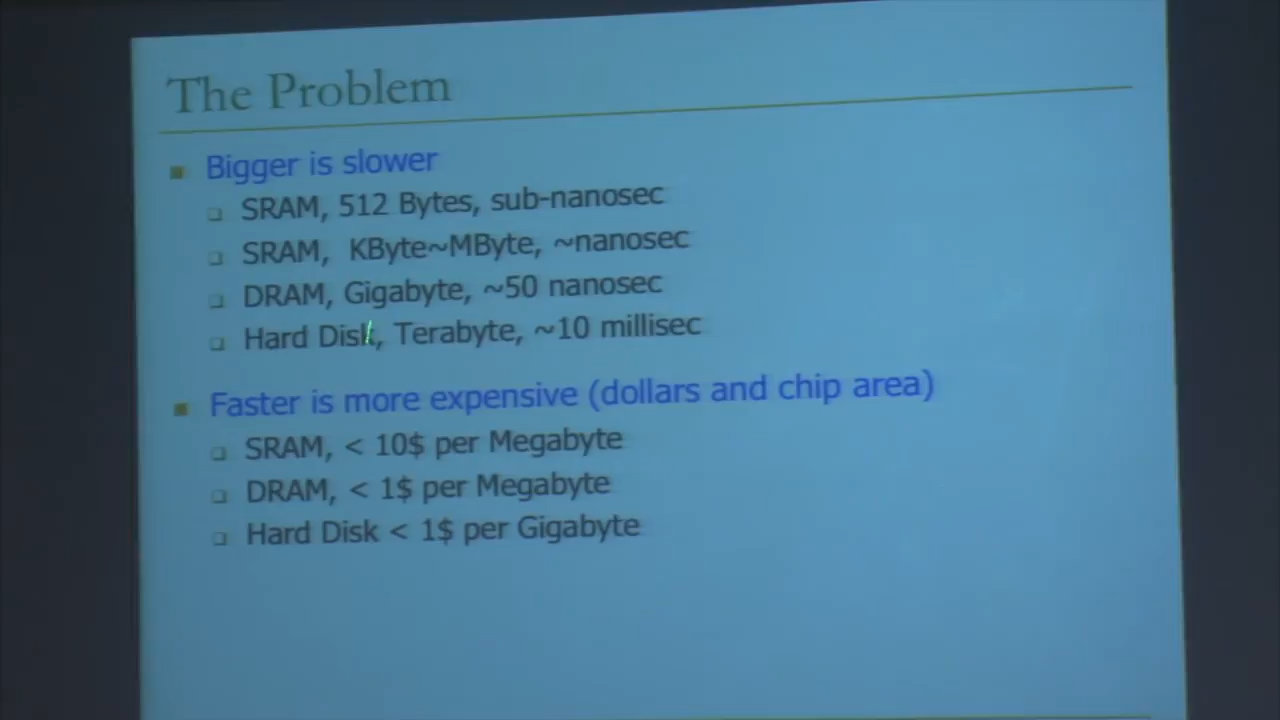 The Problem
Bigger is slower
SRAM, 512 Bytes, sub-nanosec
SRAM, KByte~MByte, ~nanosec
DRAM, Gigabyte, ~50 nanosec
Hard Disk, Terabyte, ~10 millisec
Faster is more expensive (dollars and chip area)
SRAM, < 10$ per Megabyte
DRAM, < 1$ per Megabyte
Hard Disk < 1$ per Gigabyte